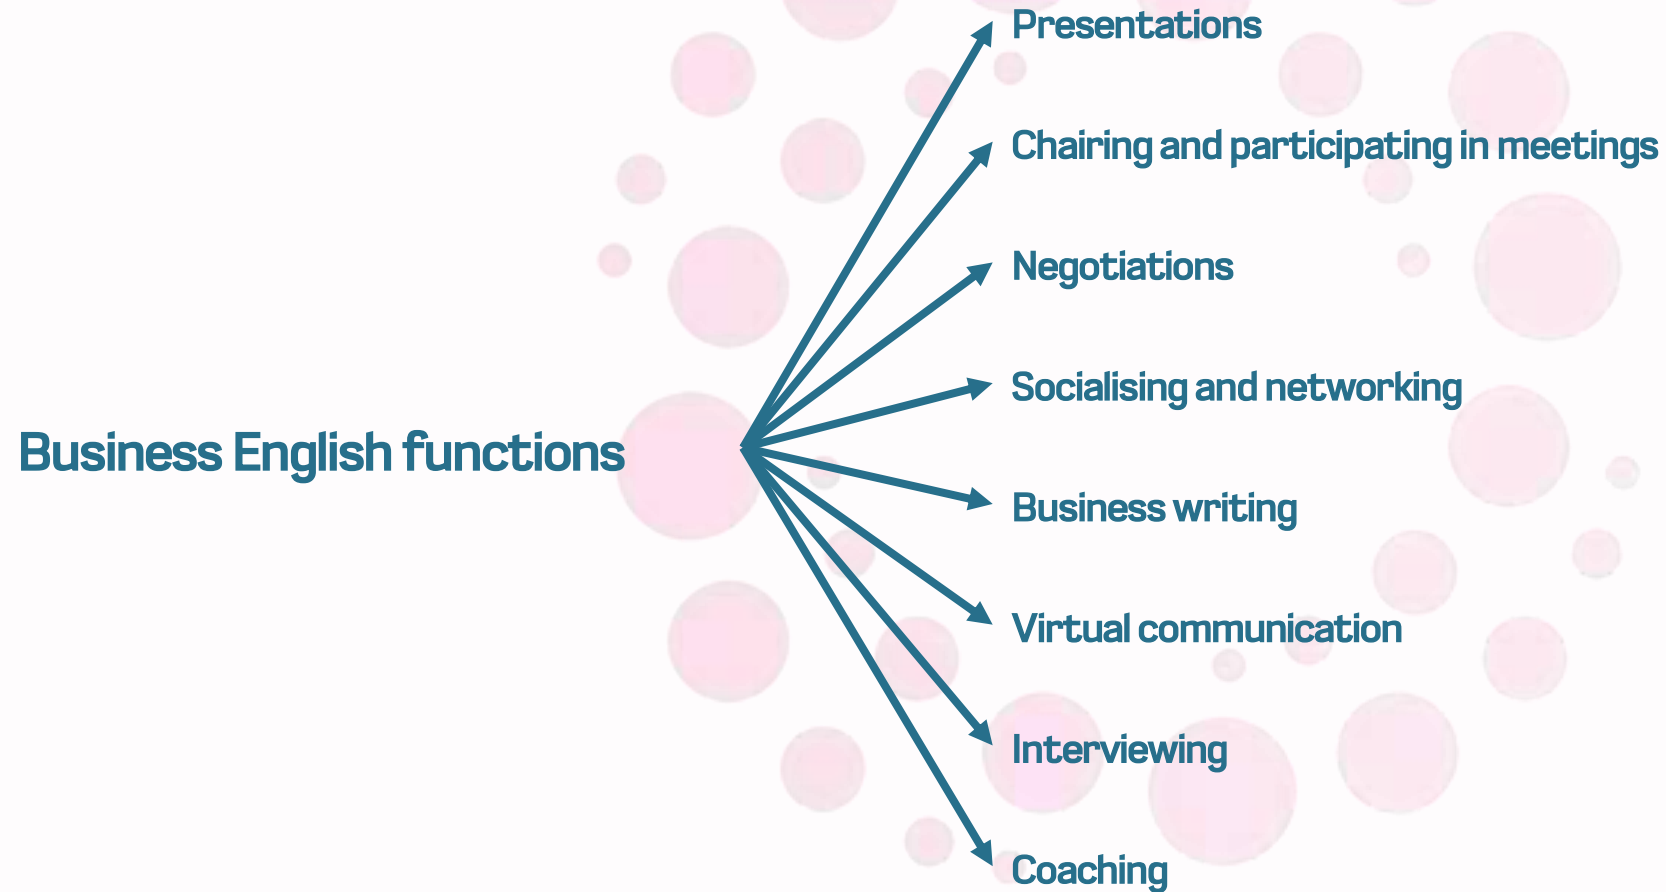 Presentations
Chairing and participating in meetings
Negotiations
Socialising and networking
Business English functions
Business writing
Virtual communication
Interviewing
Coaching